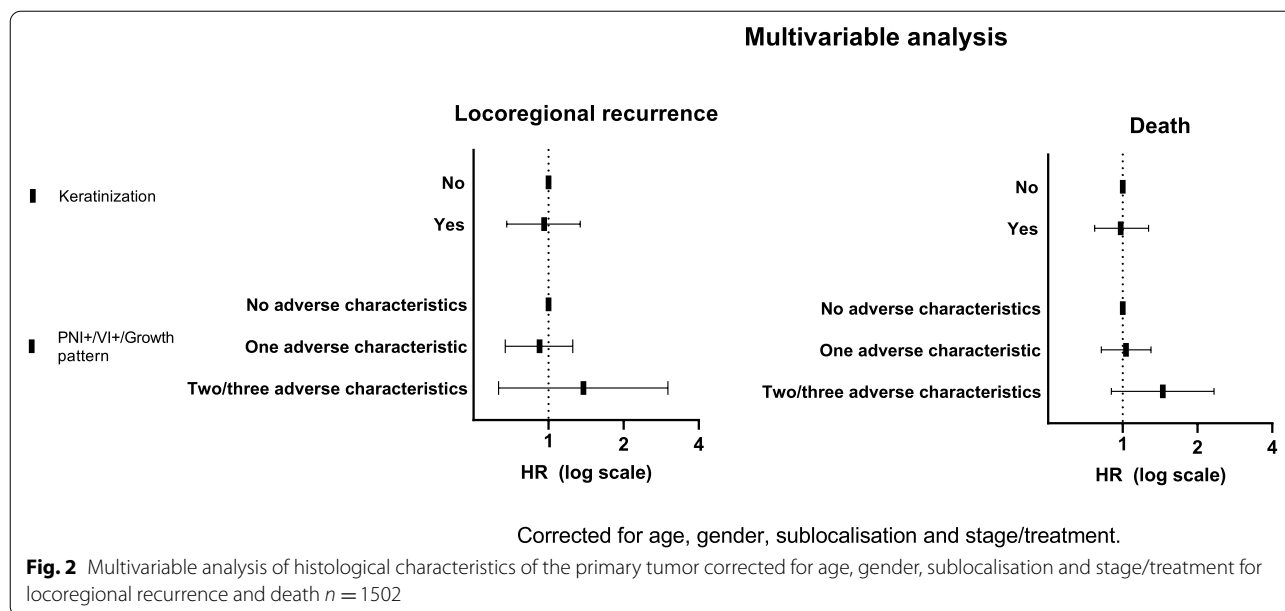 Multivariable analysis
Locoregional recurrence
Keratinization
No
Yes
PNI+/VI+/Growth
pattern
No adverse characteristics
One adverse characteristic
Two/three adverse characteristics
1 2 4
HR (log scale)
Death
No
Yes
No adverse characteristics
One adverse characteristic
Two/three adverse characteristics
1 2 4
HR (log scale)
Corrected for age, gender, sublocalisation and stage/treatment.
Fig. 2 Multivariable analysis of histological characteristics of the primary tumor corrected for age, gender, sublocalisation and stage/treatment for
locoregional recurrence and death n = 1502